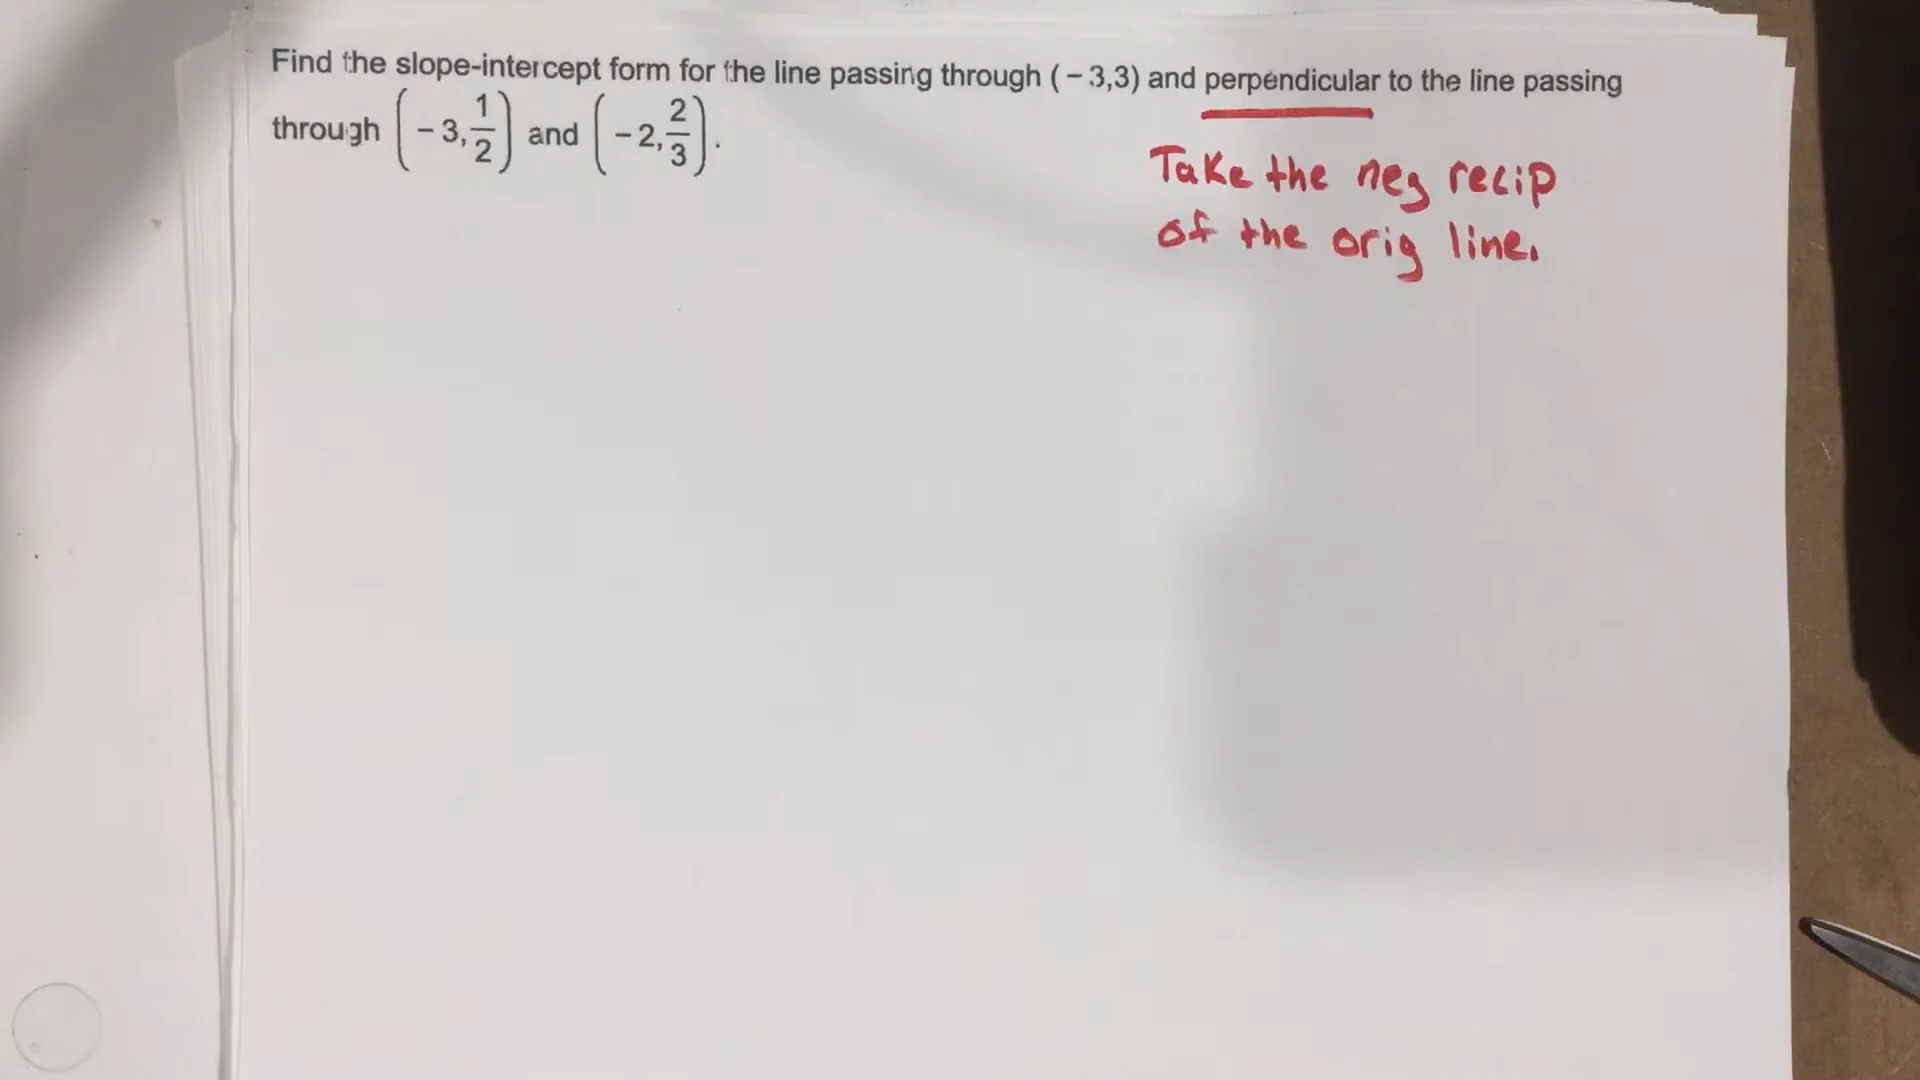 Find the slope-intercept form for the line passing through (-3,3) and perpendicular to the line passing
through (-3, 1/2) and (-2, 2/3).
Take the neg recip
of the orig line.